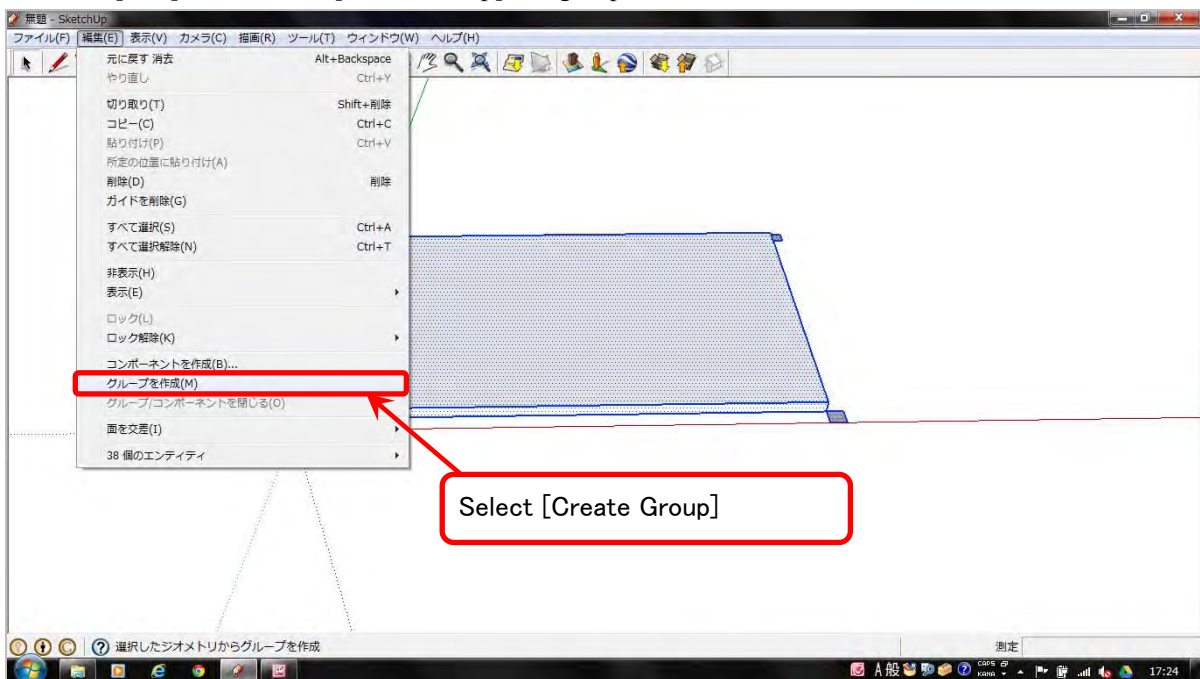 無題 - SketchUp
ファイル(F) 編集(E) 表示(V) カメラ(C) 描画(R) ツール(T) ウィンドウ(W) ヘルプ(H)
元に戻す 消去 Alt+Backspace
やり直し Ctrl+Y
切り取り(T) Shift+削除
コピー(C) Ctrl+C
貼り付け(P) Ctrl+V
所定の位置に貼り付け(A)
削除(D) 削除
ガイドを削除(G)
すべて選択(S) Ctrl+A
すべて選択解除(N) Ctrl+T
非表示(H)
表示(E)
ロック(L)
ロック解除(K)
コンポーネントを作成(B)...
グループを作成(M)
グループ/コンポーネントを閉じる(O)
面を交差(I)
38 個のエンティティ
Select [Create Group]
選択したジオメトリからグループを作成
測定
A 般 CAPS KANA 17:24